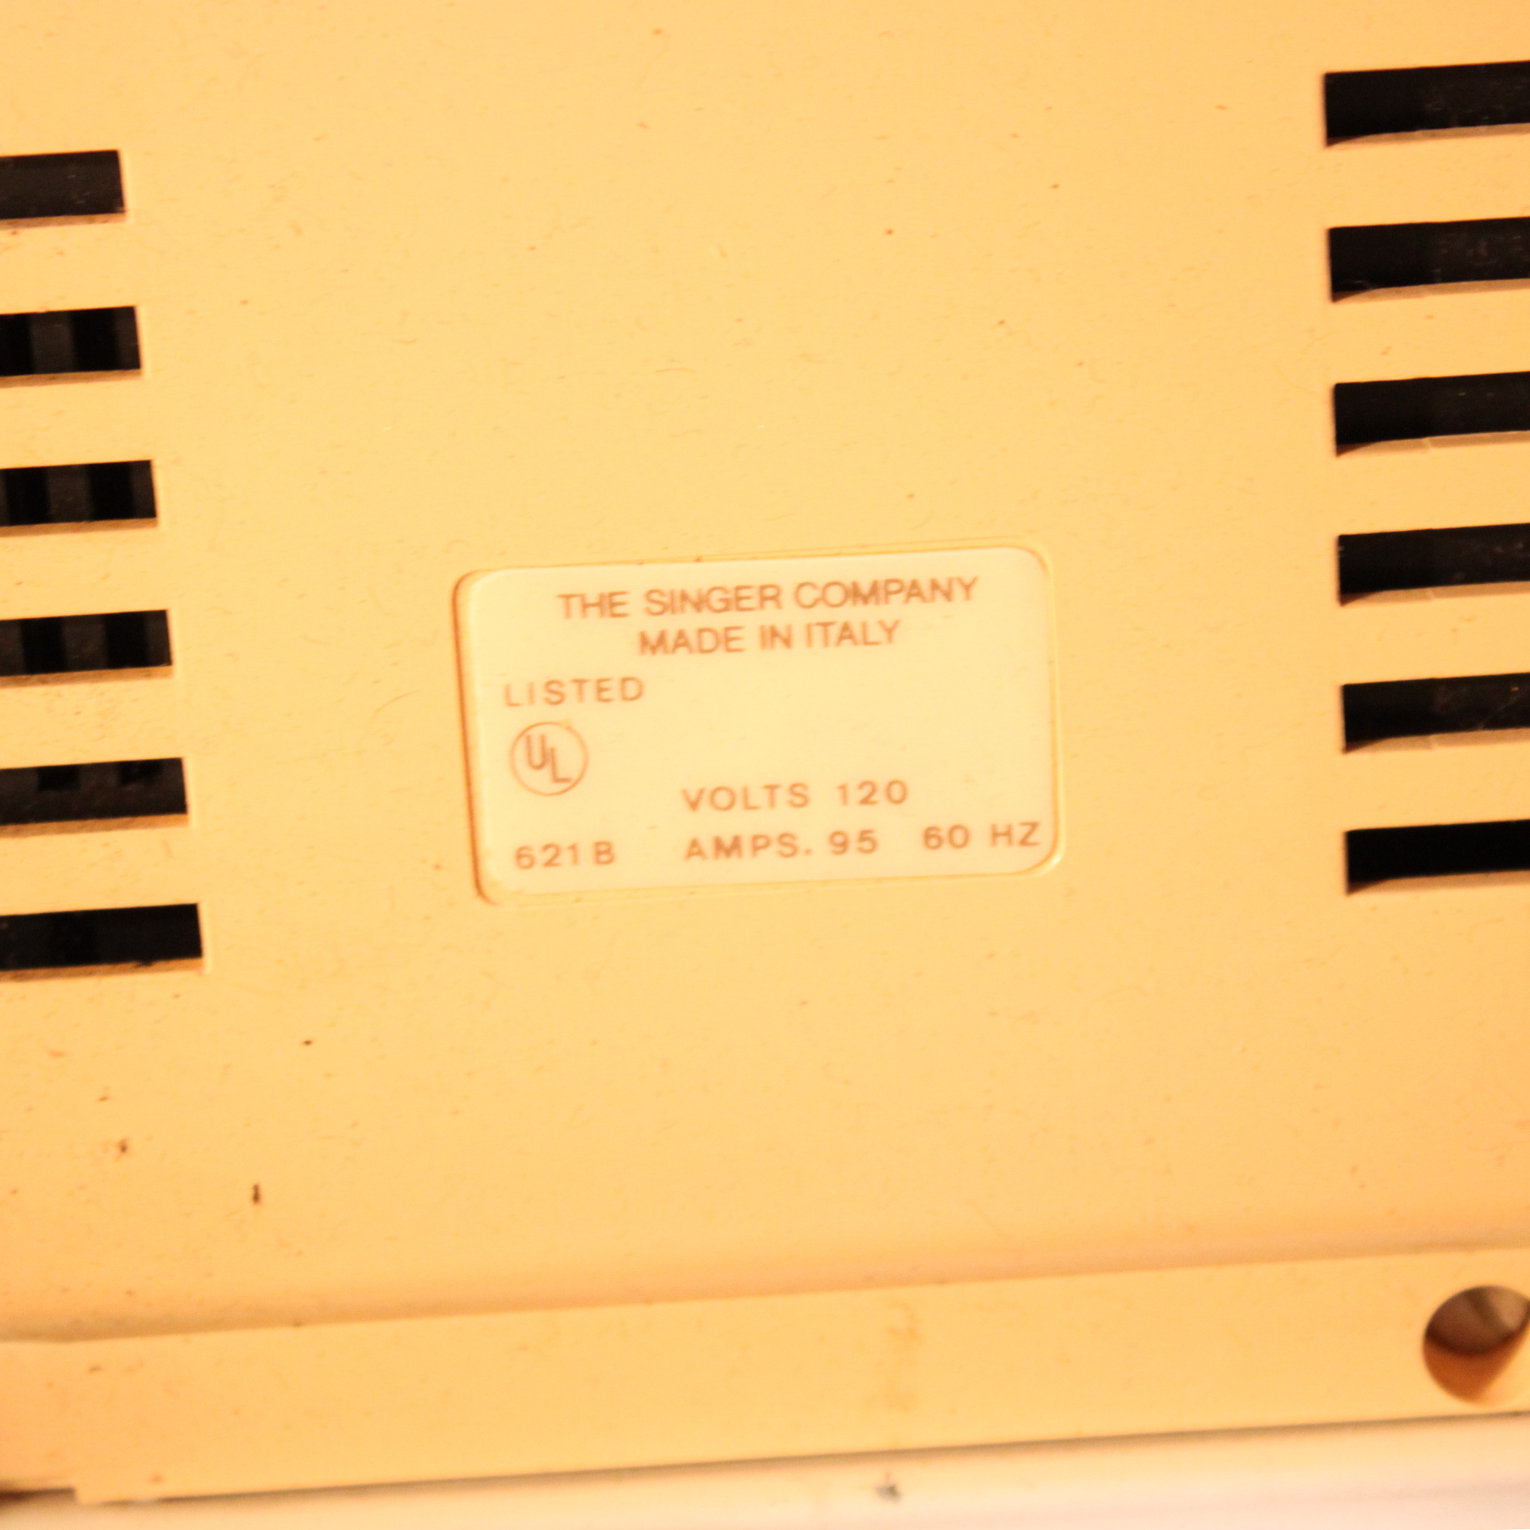 THE SINGER COMPANY
MADE IN ITALY
LISTED
UL
VOLTS 120
621B AMPS. 95 60 HZ